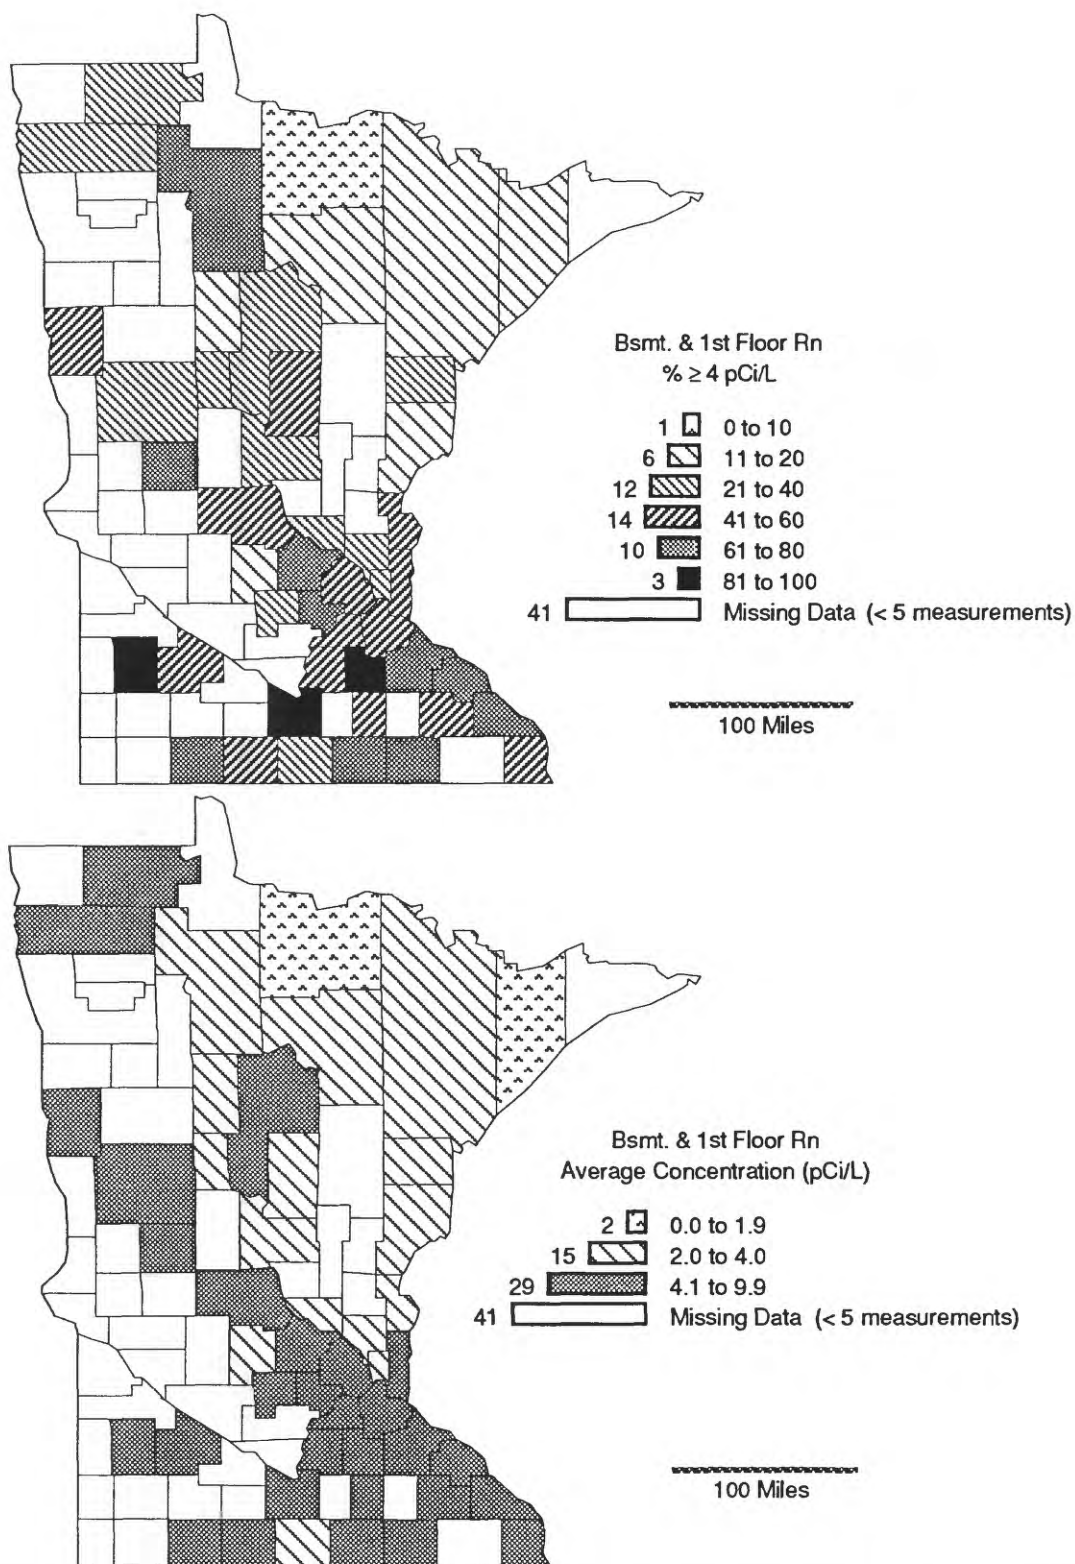 Bsmt. & 1st Floor Rn
% ≥ 4 pCi/L
1 0 to 10
6 11 to 20
12 21 to 40
14 41 to 60
10 61 to 80
3 81 to 100
41 Missing Data (< 5 measurements)
100 Miles
Bsmt. & 1st Floor Rn
Average Concentration (pCi/L)
2 0.0 to 1.9
15 2.0 to 4.0
29 4.1 to 9.9
41 Missing Data (< 5 measurements)
100 Miles